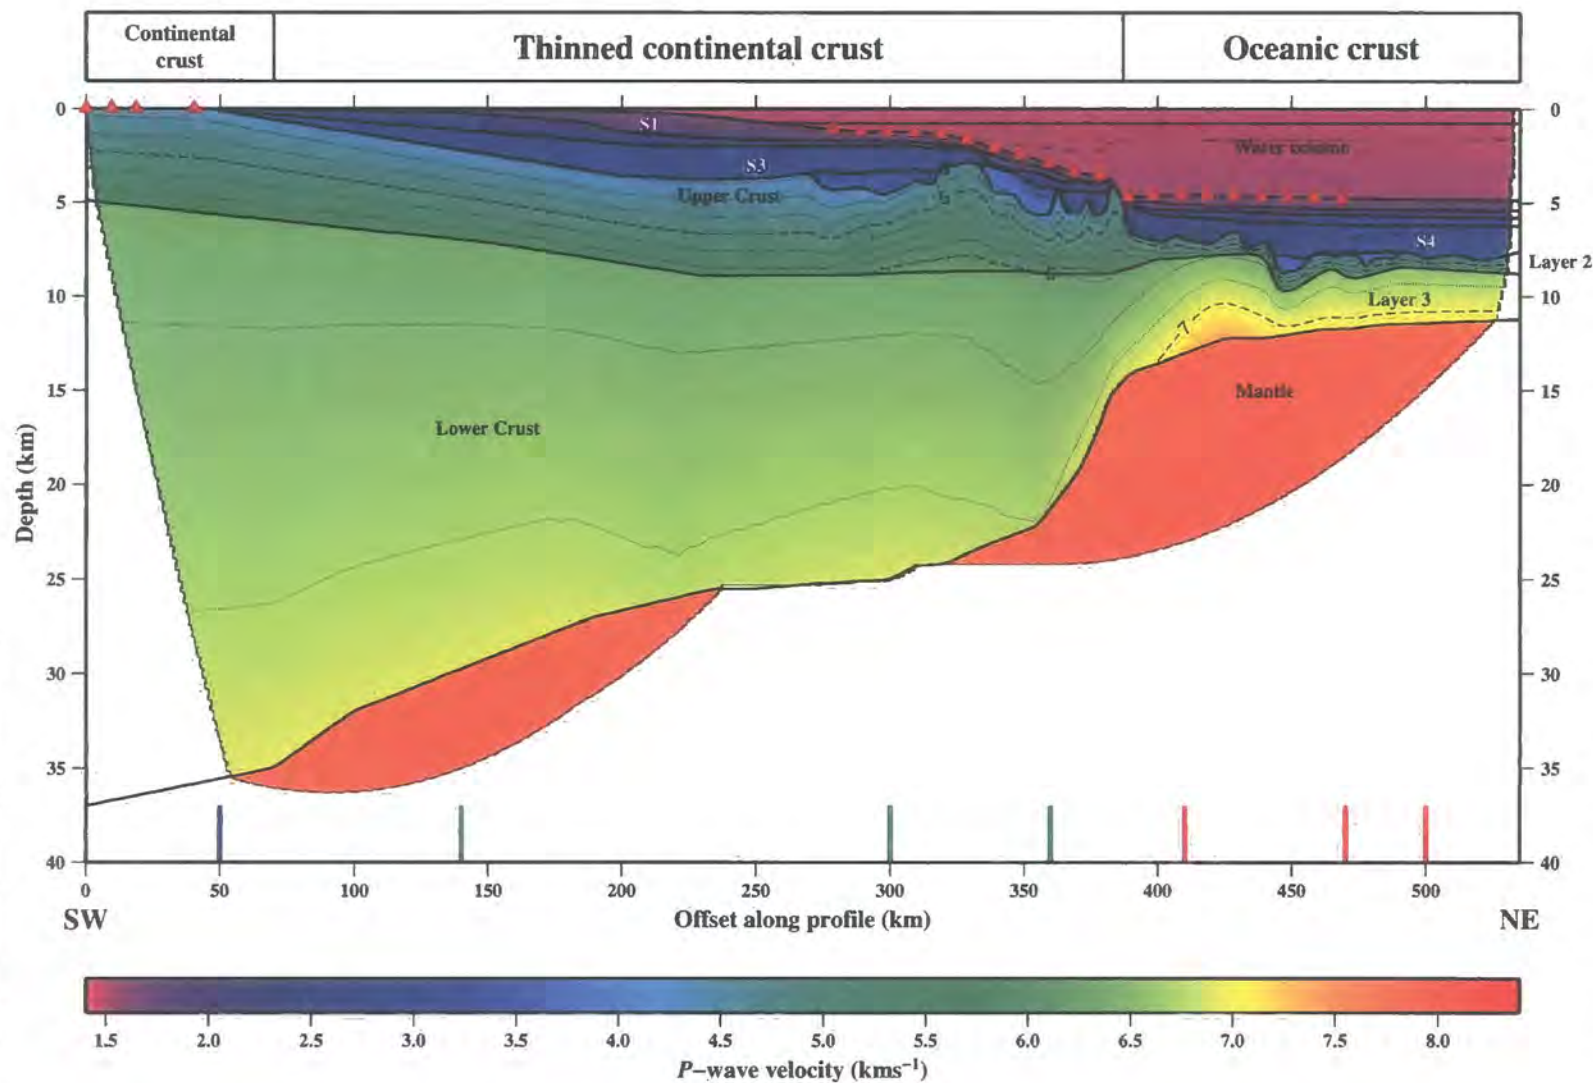 Continental
crust
Thinned continental crust
Oceanic crust
0
5
10
15
20
25
30
35
40
0
5
10
15
20
25
30
35
40
Depth (km)
S1
S3
S4
Water column
Upper Crust
Layer 2
Layer 3
7
Mantle
Lower Crust
0
50
100
150
200
250
300
350
400
450
500
SW
Offset along profile (km)
NE
1.5
2.0
2.5
3.0
3.5
4.0
4.5
5.0
5.5
6.0
6.5
7.0
7.5
8.0
P–wave velocity (kms⁻¹)